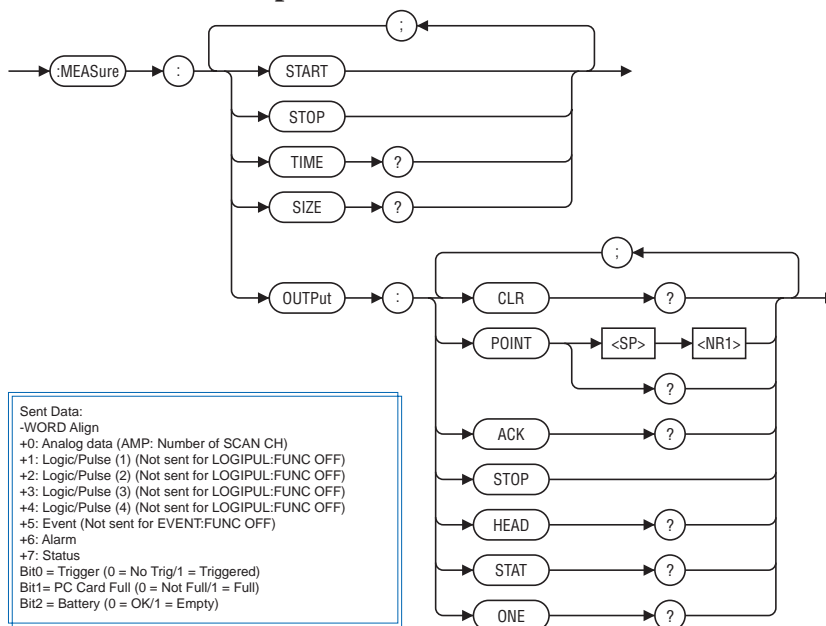 ;
:MEASure : START
STOP
TIME ?
SIZE ?
;
OUTPut : CLR ?
POINT <SP> <NR1>
?
ACK ?
STOP
HEAD ?
STAT ?
ONE ?
Sent Data:
-WORD Align
+0: Analog data (AMP: Number of SCAN CH)
+1: Logic/Pulse (1) (Not sent for LOGIPUL:FUNC OFF)
+2: Logic/Pulse (2) (Not sent for LOGIPUL:FUNC OFF)
+3: Logic/Pulse (3) (Not sent for LOGIPUL:FUNC OFF)
+4: Logic/Pulse (4) (Not sent for LOGIPUL:FUNC OFF)
+5: Event (Not sent for EVENT:FUNC OFF)
+6: Alarm
+7: Status
Bit0 = Trigger (0 = No Trig/1 = Triggered)
Bit1= PC Card Full (0 = Not Full/1 = Full)
Bit2 = Battery (0 = OK/1 = Empty)